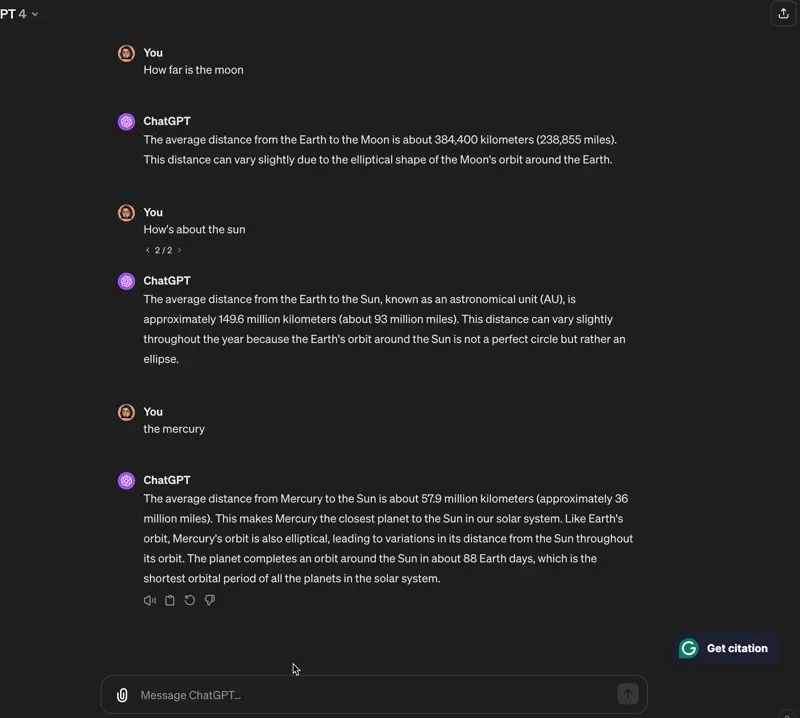 PT 4
You
How far is the moon
ChatGPT
The average distance from the Earth to the Moon is about 384,400 kilometers (238,855 miles).
This distance can vary slightly due to the elliptical shape of the Moon's orbit around the Earth.
You
How's about the sun
2 / 2
ChatGPT
The average distance from the Earth to the Sun, known as an astronomical unit (AU), is
approximately 149.6 million kilometers (about 93 million miles). This distance can vary slightly
throughout the year because the Earth's orbit around the Sun is not a perfect circle but rather an
ellipse.
You
the mercury
ChatGPT
The average distance from Mercury to the Sun is about 57.9 million kilometers (approximately 36
million miles). This makes Mercury the closest planet to the Sun in our solar system. Like Earth's
orbit, Mercury's orbit is also elliptical, leading to variations in its distance from the Sun throughout
its orbit. The planet completes an orbit around the Sun in about 88 Earth days, which is the
shortest orbital period of all the planets in the solar system.
Get citation
Message ChatGPT...